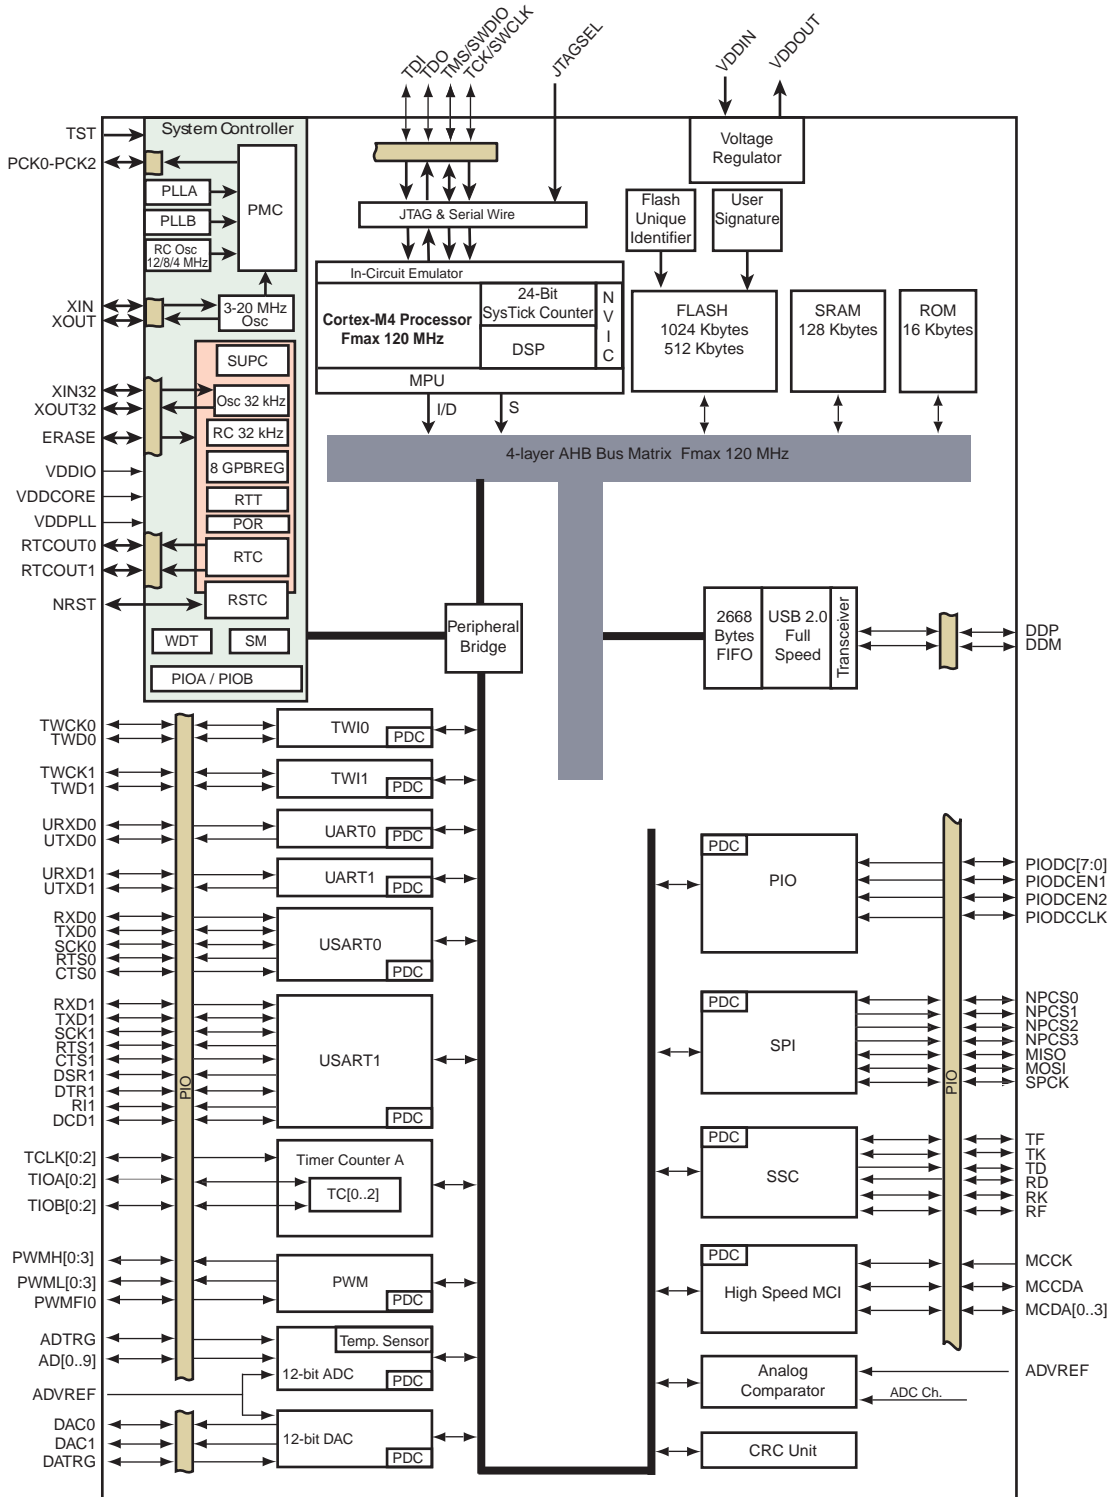 TDI
TDO
TMS/SWDIO
TCK/SWCLK
JTAGSEL
VDDIN
VDDOUT
System Controller
TST
PCK0-PCK2
PLLA
PLLB
RC Osc
12/8/4 MHz
PMC
XIN
XOUT
3-20 MHz
Osc
SUPC
XIN32
XOUT32
Osc 32 kHz
ERASE
RC 32 kHz
VDDIO
8 GPBREG
VDDCORE
RTT
VDDPLL
POR
RTCOUT0
RTCOUT1
RTC
NRST
RSTC
WDT
SM
PIOA / PIOB
JTAG & Serial Wire
In-Circuit Emulator
Cortex-M4 Processor
Fmax 120 MHz
24-Bit
SysTick Counter
DSP
N
V
I
C
MPU
I/D
S
Voltage
Regulator
Flash
Unique
Identifier
User
Signature
FLASH
1024 Kbytes
512 Kbytes
SRAM
128 Kbytes
ROM
16 Kbytes
4-layer AHB Bus Matrix Fmax 120 MHz
Peripheral
Bridge
2668
Bytes
FIFO
USB 2.0
Full
Speed
Transceiver
DDP
DDM
TWCK0
TWD0
TWI0
PDC
TWCK1
TWD1
TWI1
PDC
URXD0
UTXD0
UART0
PDC
URXD1
UTXD1
UART1
PDC
RXD0
TXD0
SCK0
RTS0
CTS0
USART0
PDC
RXD1
TXD1
SCK1
RTS1
CTS1
DSR1
DTR1
RI1
DCD1
PIO
USART1
PDC
TCLK[0:2]
TIOA[0:2]
TIOB[0:2]
Timer Counter A
TC[0..2]
PWMH[0:3]
PWML[0:3]
PWMFI0
PWM
PDC
ADTRG
AD[0..9]
ADVREF
Temp. Sensor
12-bit ADC
PDC
DAC0
DAC1
DATRG
12-bit DAC
PDC
PDC
PIO
PIODC[7:0]
PIODCEN1
PIODCEN2
PIODCCLK
PDC
SPI
NPCS0
NPCS1
NPCS2
NPCS3
MISO
MOSI
SPCK
PIO
PDC
SSC
TF
TK
TD
RD
RK
RF
PDC
High Speed MCI
MCCK
MCCDA
MCDA[0..3]
Analog
Comparator
ADVREF
ADC Ch.
CRC Unit